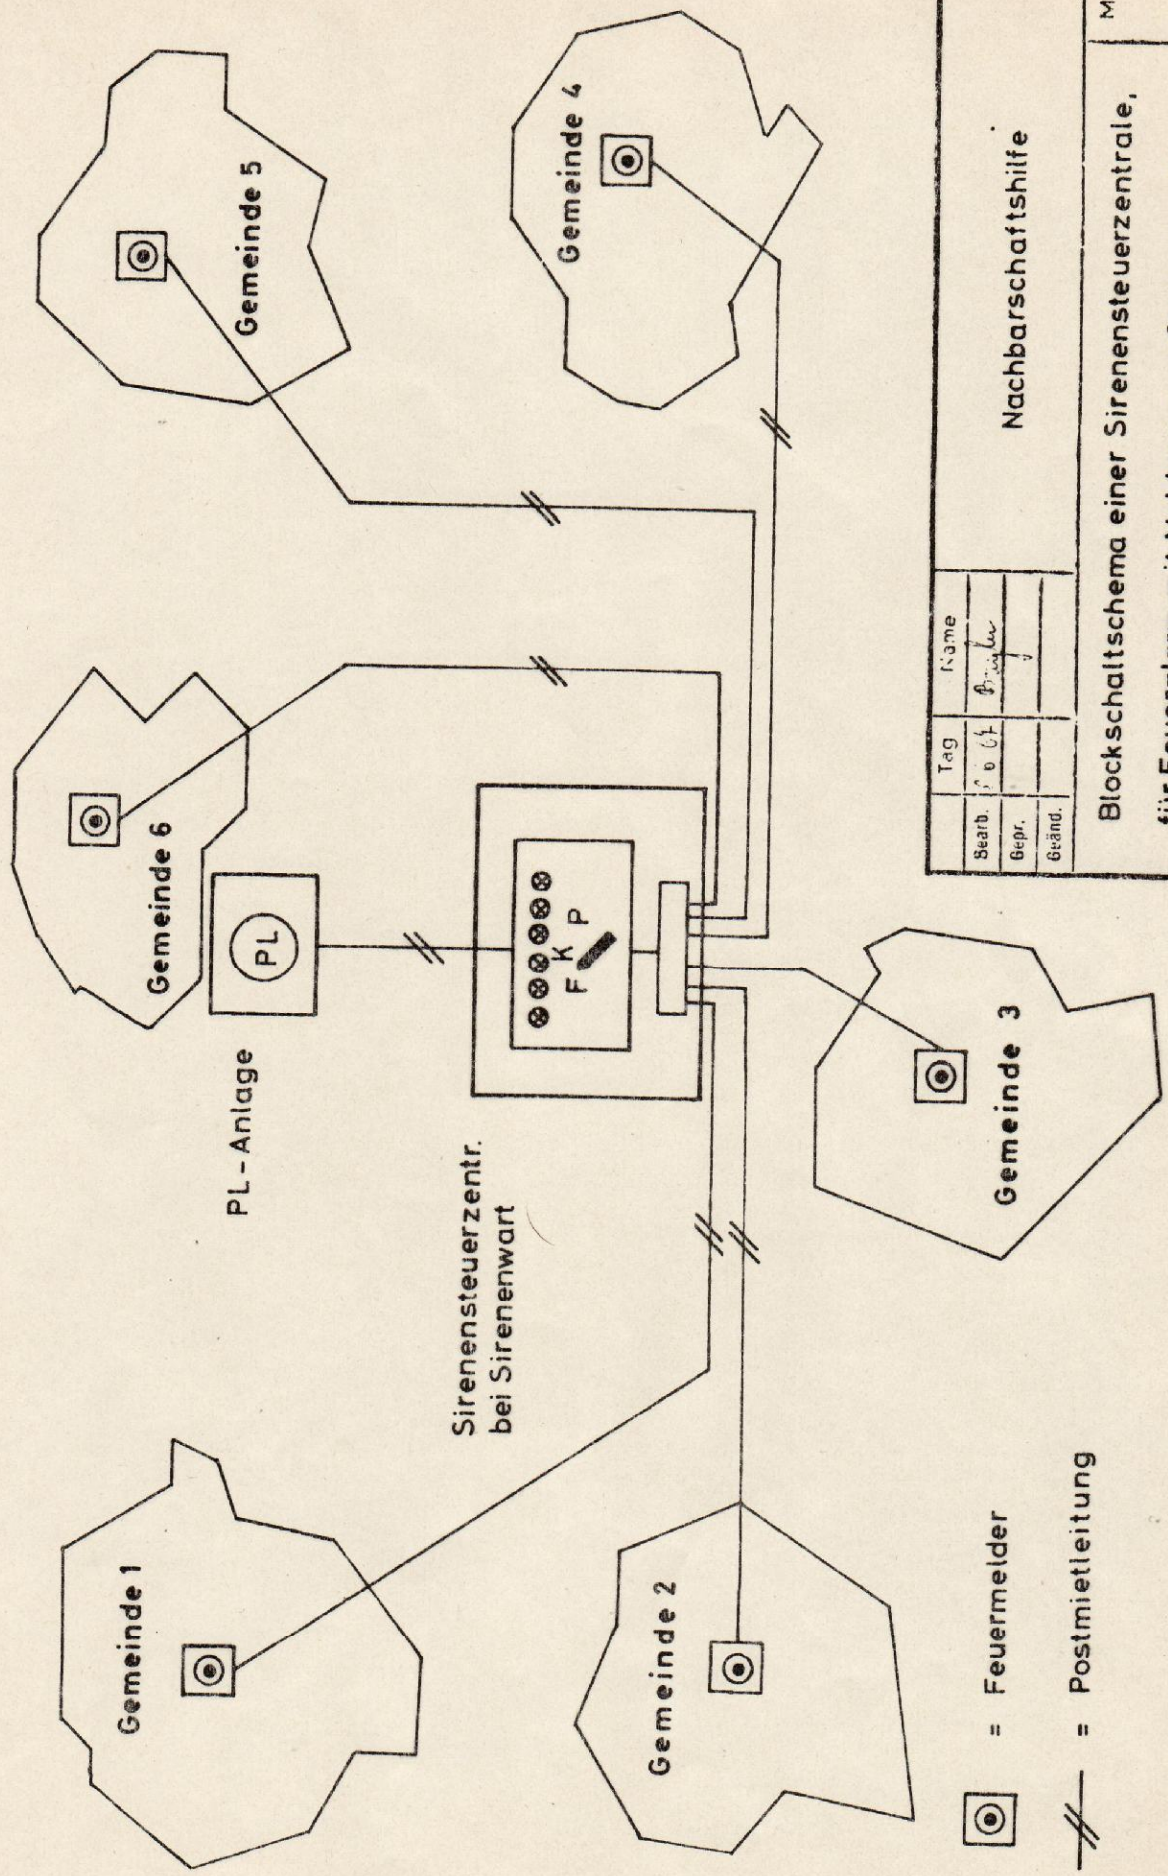 Gemeinde 1
Gemeinde 6
Gemeinde 5
PL-Anlage
PL
Sirenensteuerzentr.
bei Sirenenwart
F K P
Gemeinde 4
Gemeinde 2
Gemeinde 3
= Feuermelder
= Postmietleitung
Tag Name
Bearb.
Gepr.
Geänd.
Nachbarschaftshilfe
M
Blockschaltschema einer Sirenensteuerzentrale,